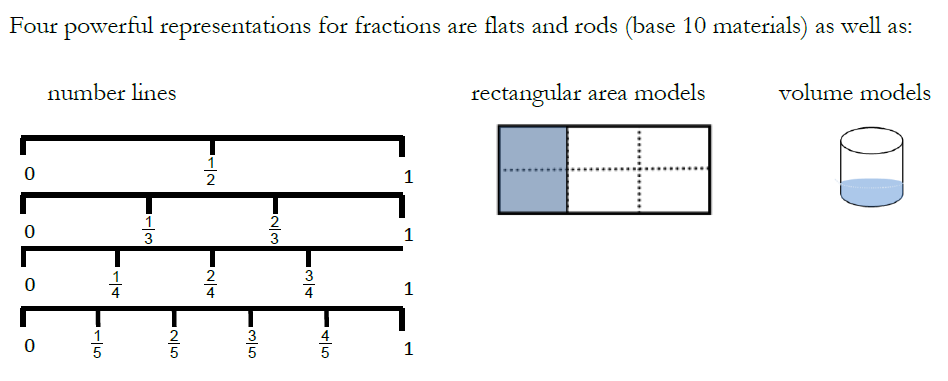 Four powerful representations for fractions are flats and rods (base 10 materials) as well as:
number lines rectangular area models volume models
0 1/2 1
0 1/3 2/3 1
0 1/4 2/4 3/4 1
0 1/5 2/5 3/5 4/5 1